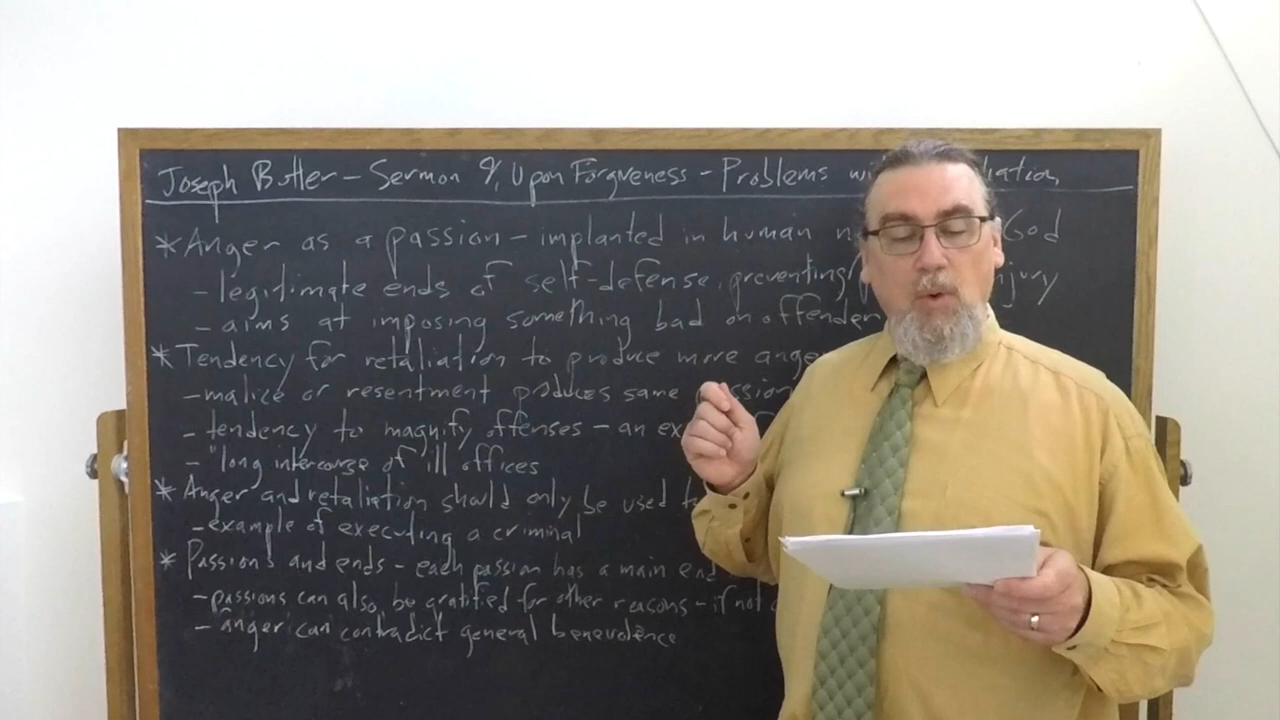 Joseph Butler - Sermon 9, Upon Forgiveness - Problems
* Anger as a passion - implanted in human God
- legitimate ends of self-defense, preventing
- aims at imposing something bad on offender
* Tendency for retaliation to produce more
- malice or resentment produces same
- tendency to magnify offenses - an
- "long intercourse of ill offices
* Anger and retaliation should only be used
- example of executing a criminal
* Passions and ends - each passion has a main end
- passions can also be gratified for other reasons - if not
- anger can contradict general benevolence